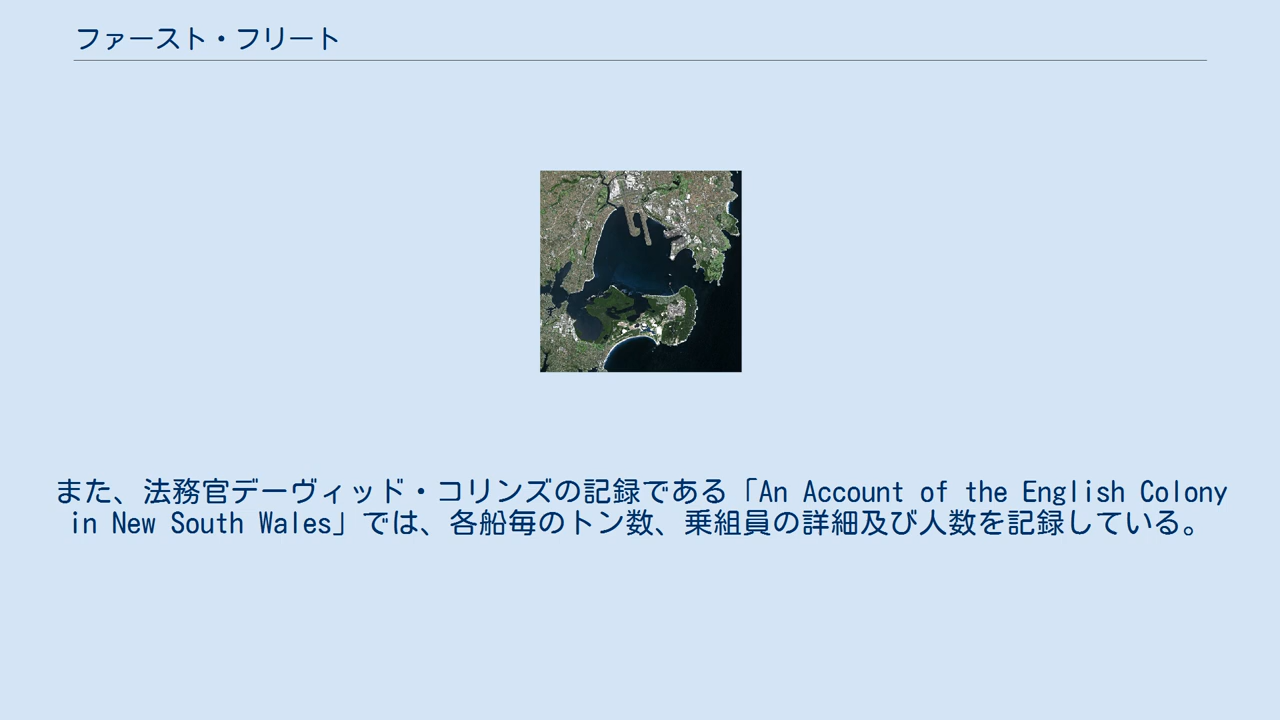 ファースト・フリート
また、法務官デーヴィッド・コリンズの記録である「An Account of the English Colony
in New South Wales」では、各船毎のトン数、乗組員の詳細及び人数を記録している。